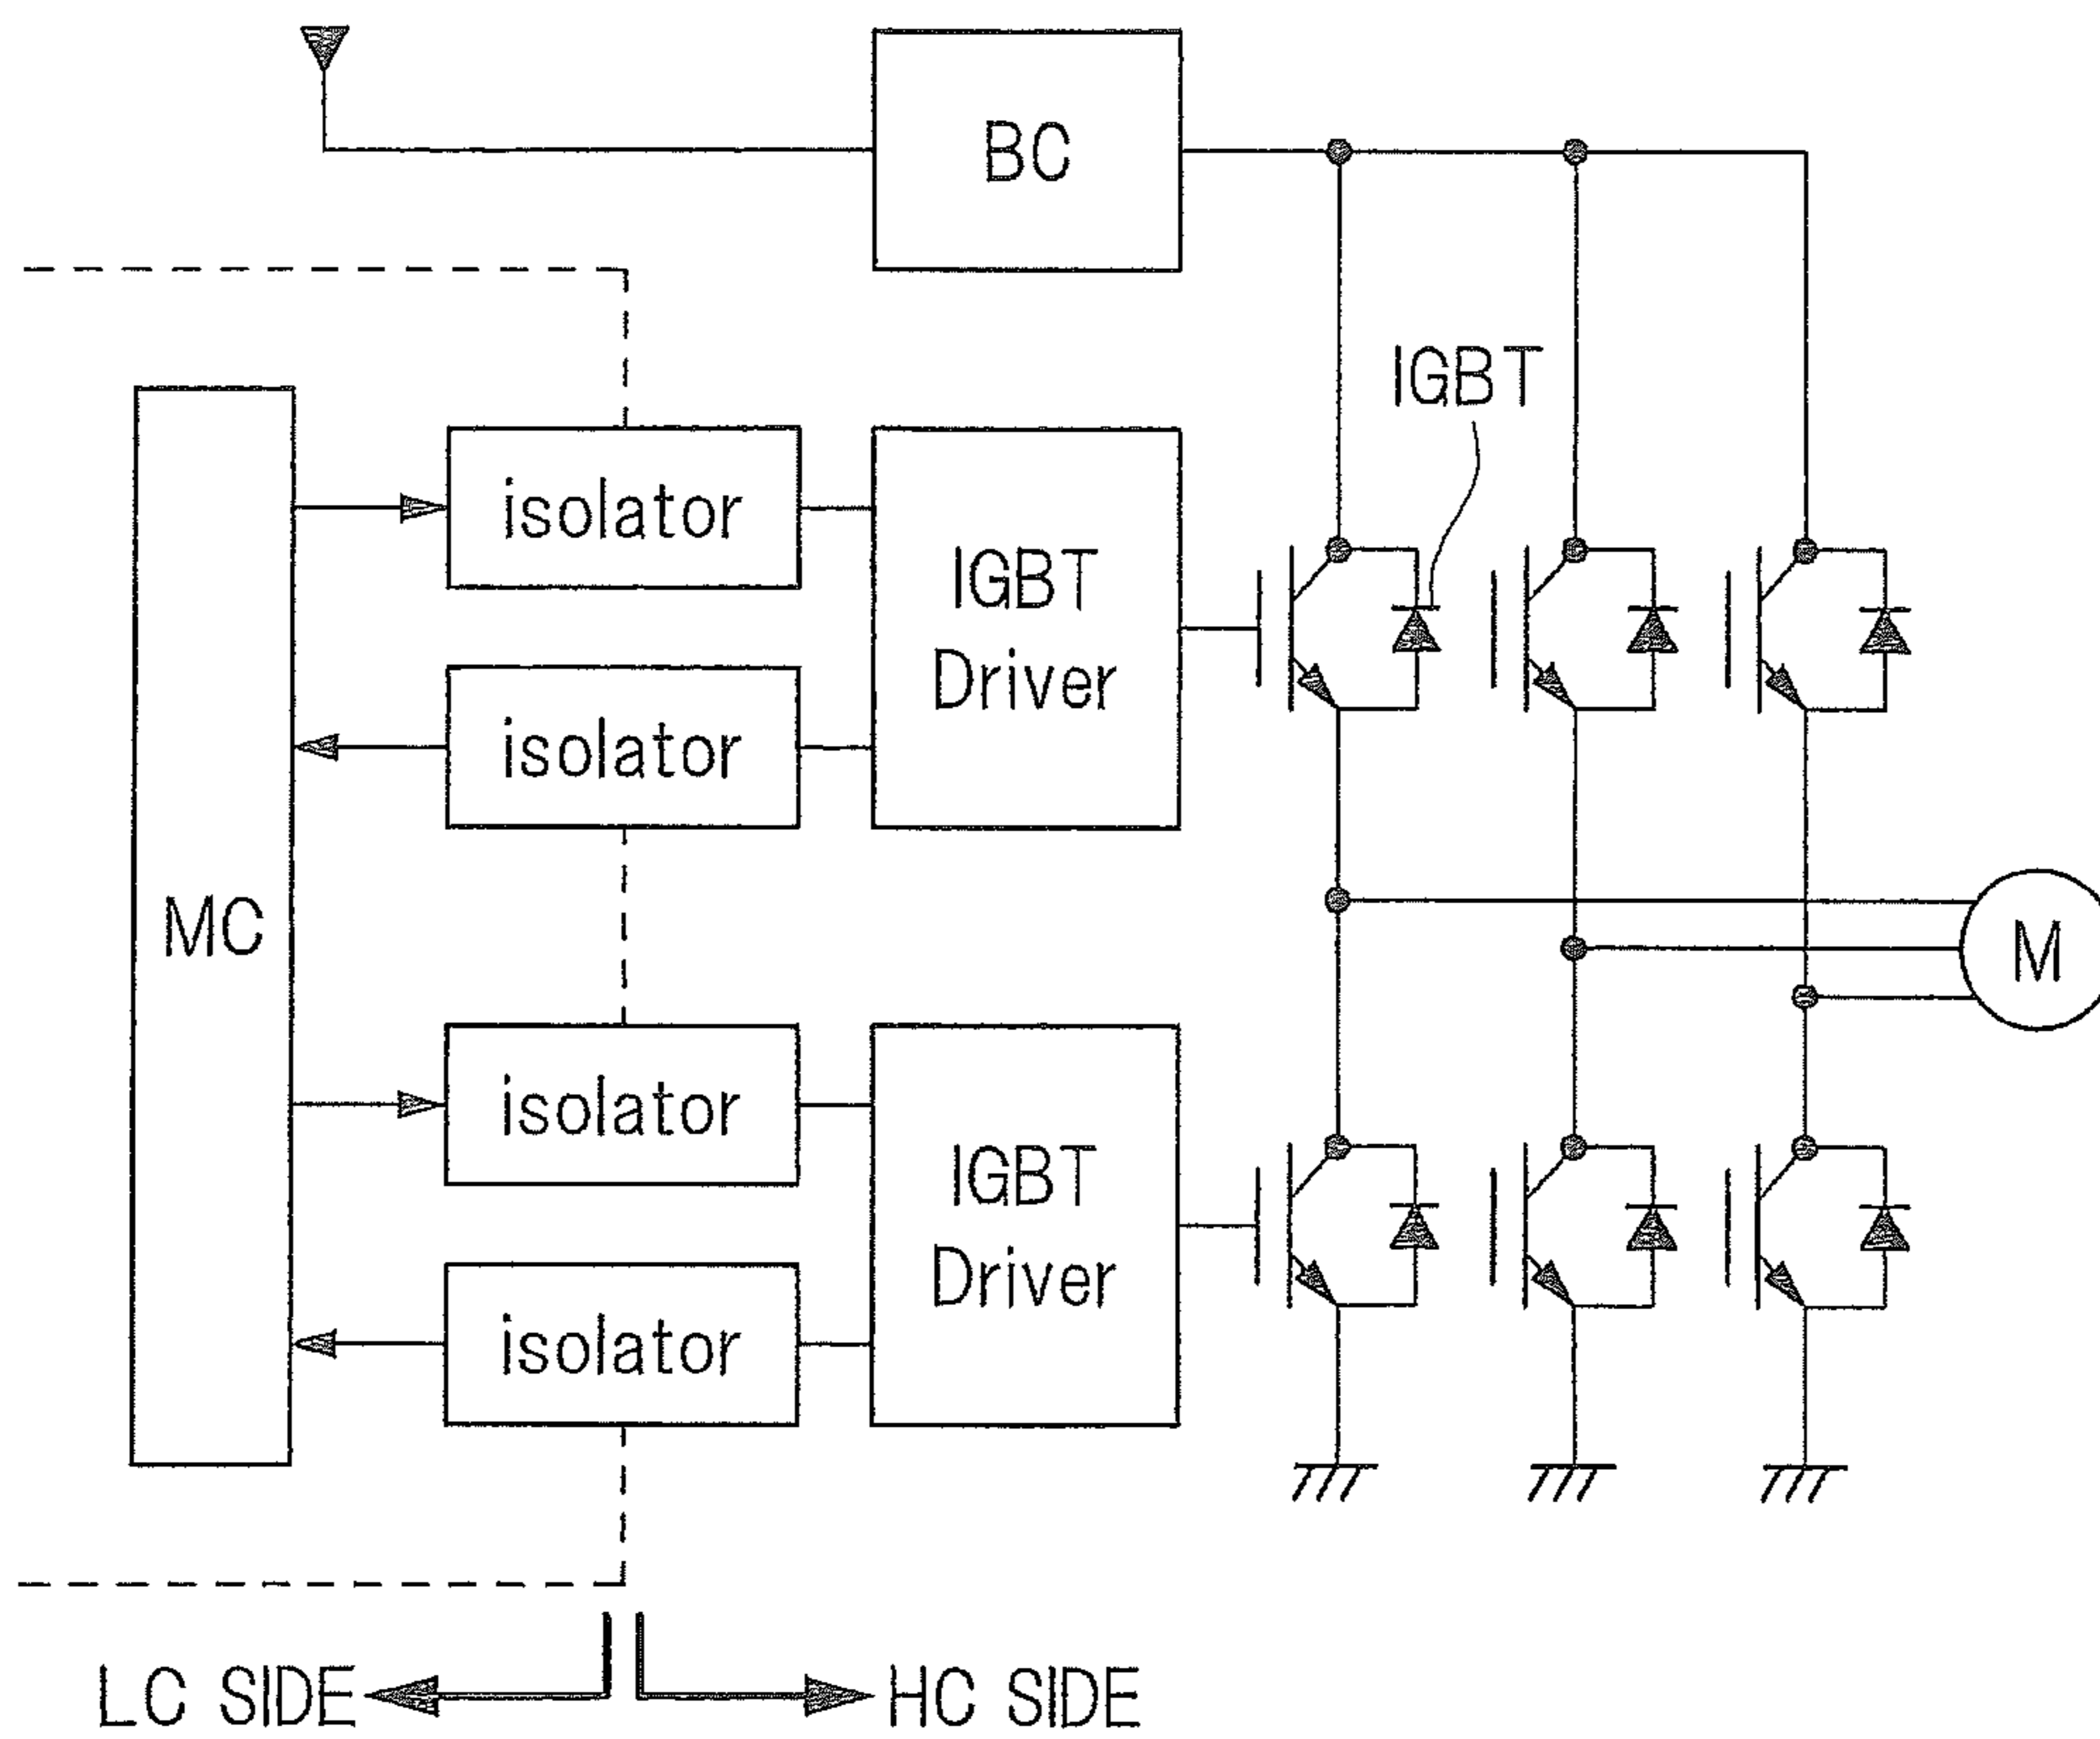 BC
IGBT
isolator
IGBT
Driver
isolator
MC
M
isolator
IGBT
Driver
isolator
LC SIDE
HC SIDE